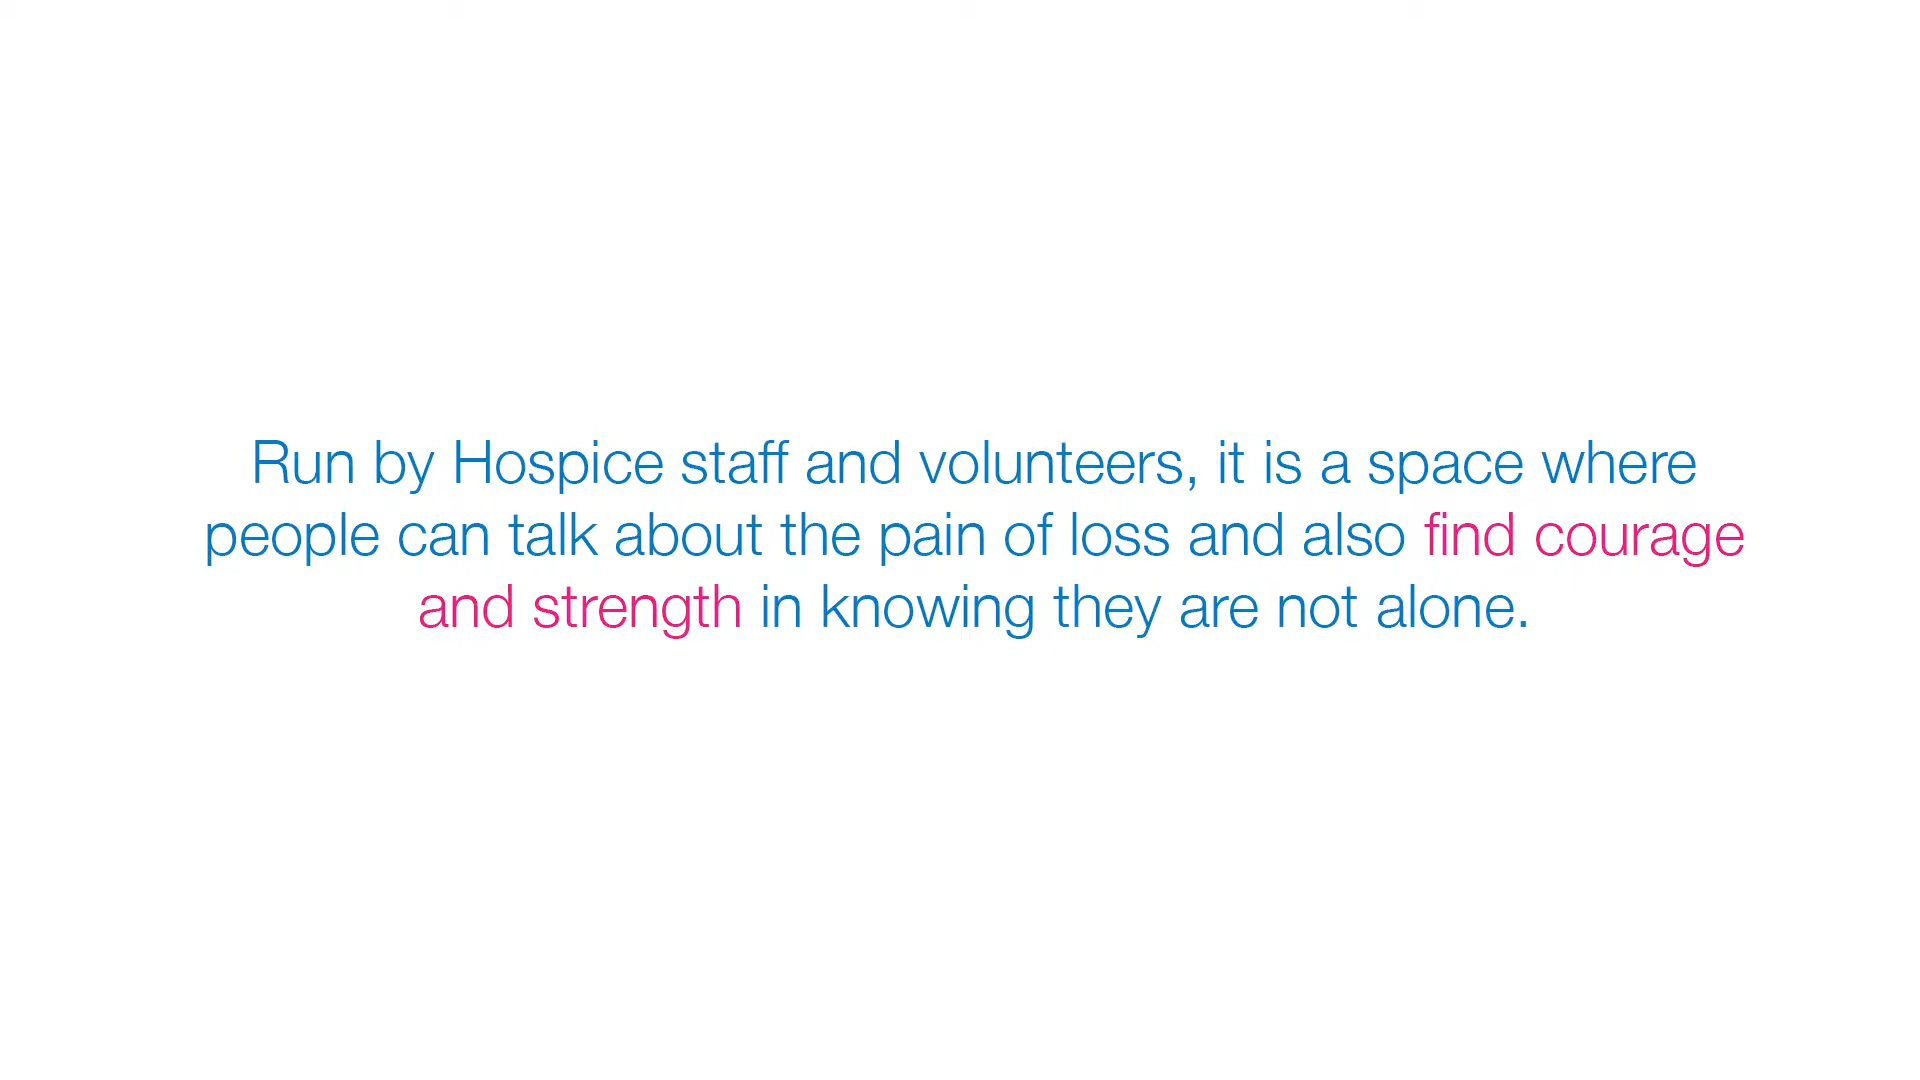 Run by Hospice staff and volunteers, it is a space where
people can talk about the pain of loss and also find courage
and strength in knowing they are not alone.